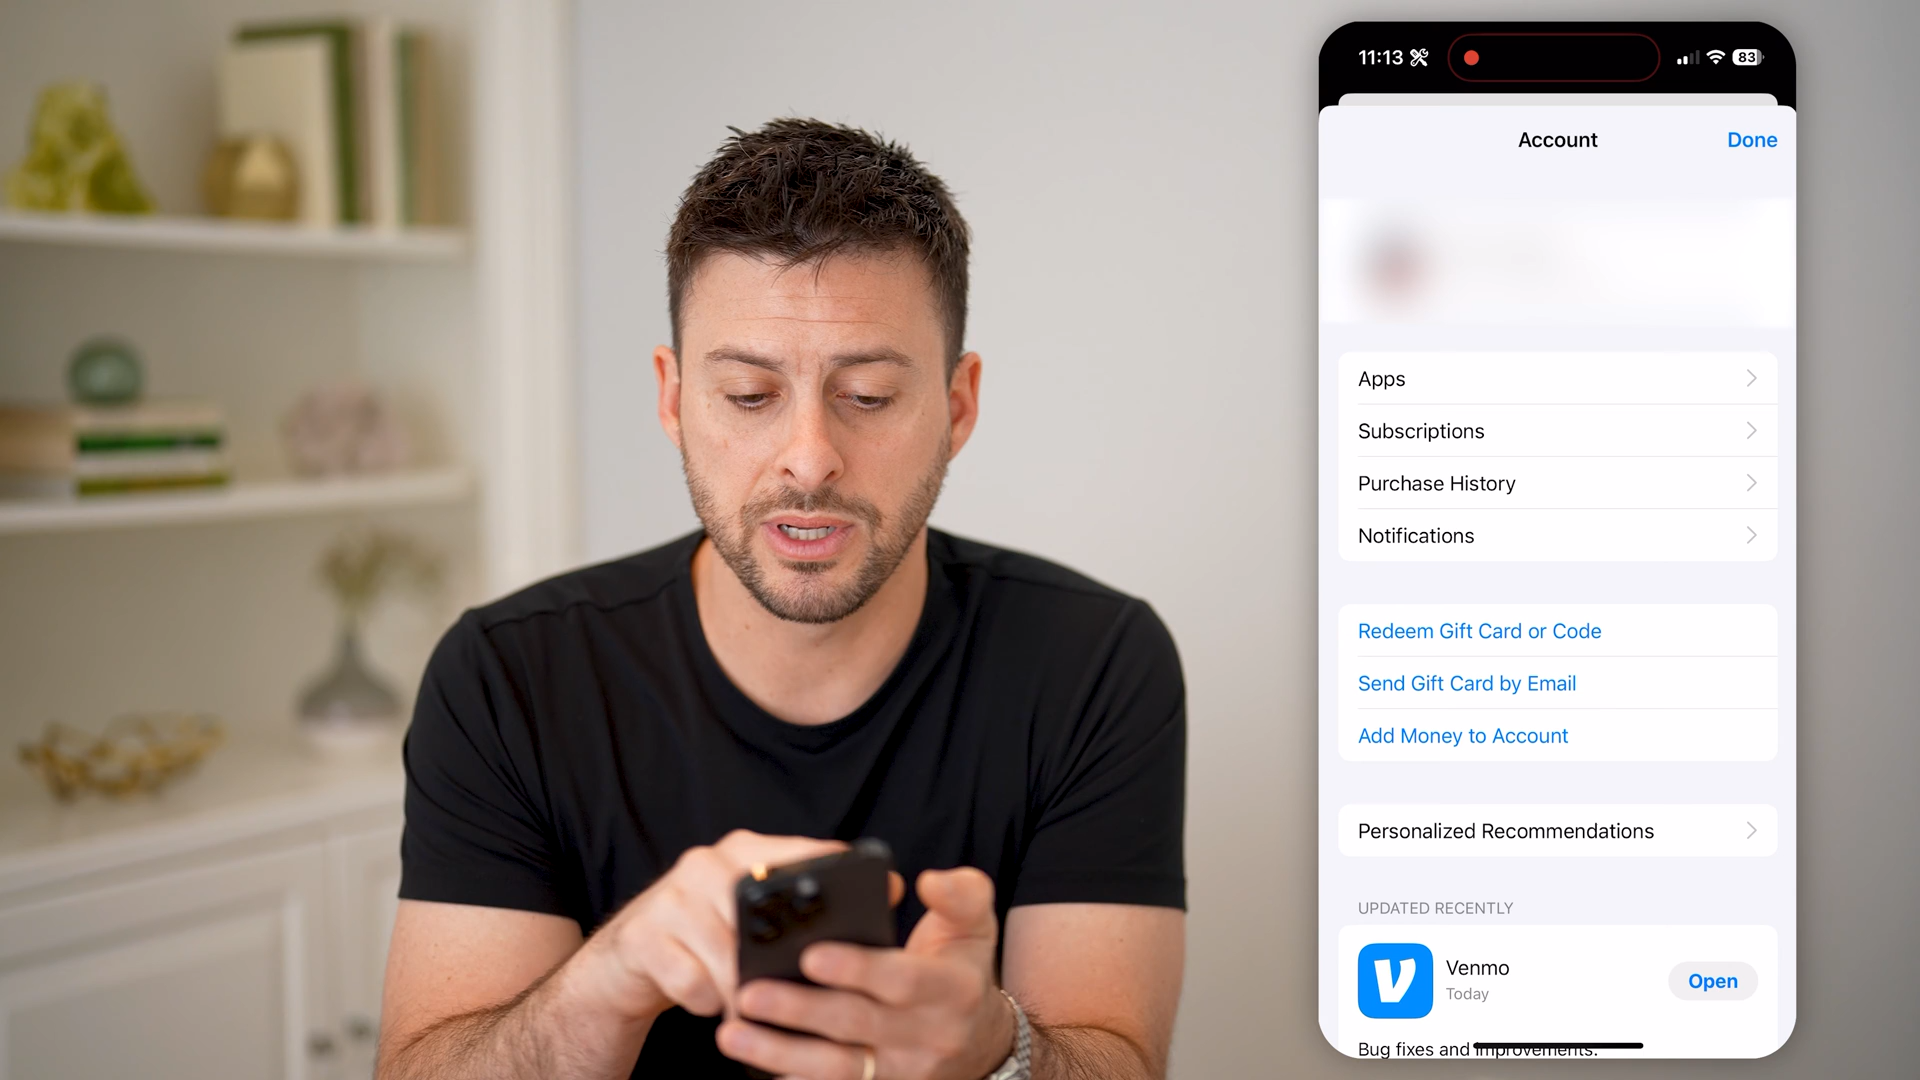 11:13
83
Account
Done
Apps
Subscriptions
Purchase History
Notifications
Redeem Gift Card or Code
Send Gift Card by Email
Add Money to Account
Personalized Recommendations
UPDATED RECENTLY
Venmo
Today
Open
Bug fixes and improvements.